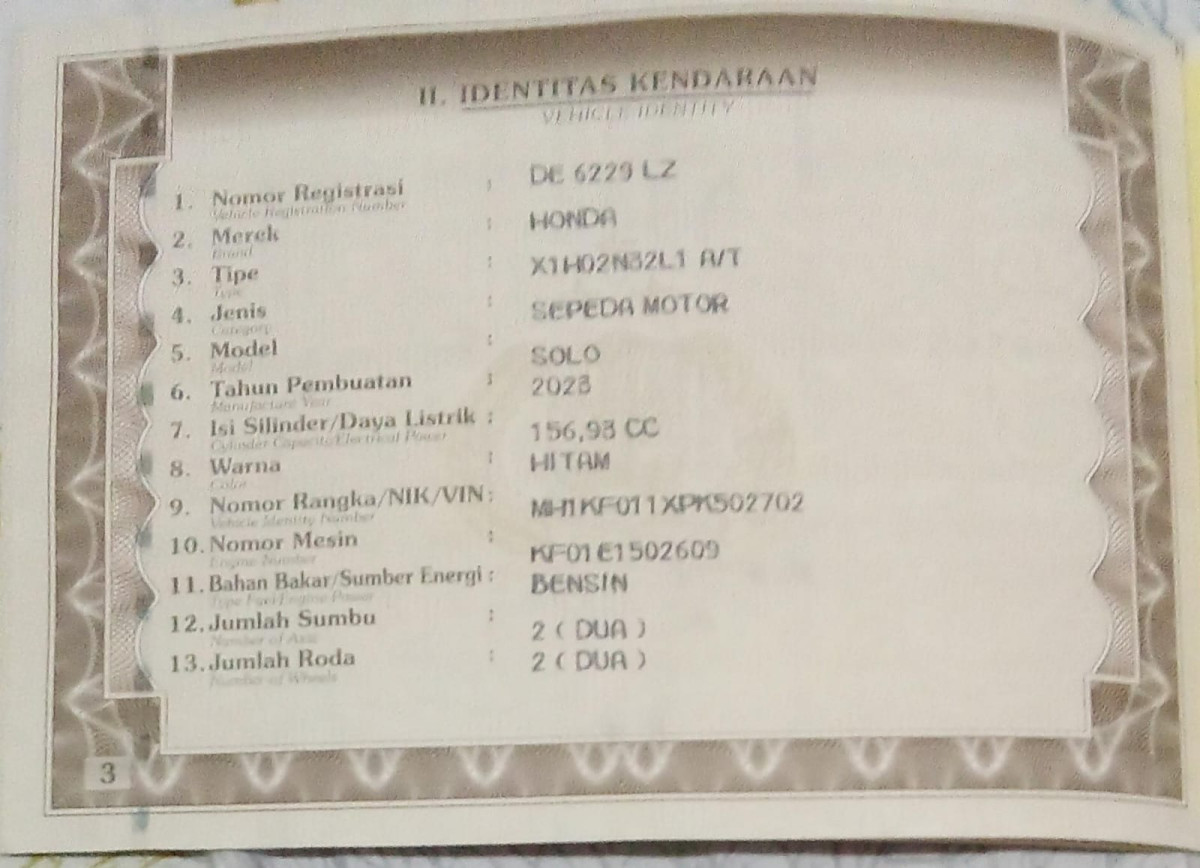 II. IDENTITAS KENDARAAN
VEHICLE IDENTITY
1. Nomor Registrasi : DE 6229 LZ
Vehicle Registration Number
2. Merek : HONDA
Brand
3. Tipe : X1H02N32L1 A/T
Type
4. Jenis : SEPEDA MOTOR
Category
5. Model : SOLO
Model
6. Tahun Pembuatan : 2023
Manufacture Year
7. Isi Silinder/Daya Listrik : 156,93 CC
Cylinder Capacity/Electrical Power
8. Warna : HITAM
Color
9. Nomor Rangka/NIK/VIN : MH1KF011XPK502702
Vehicle Identity Number
10. Nomor Mesin : KF01E1502609
Engine Number
11. Bahan Bakar/Sumber Energi : BENSIN
Type Fuel/Engine Power
12. Jumlah Sumbu : 2 ( DUA )
Number of Axis
13. Jumlah Roda : 2 ( DUA )
Number of Wheels
3